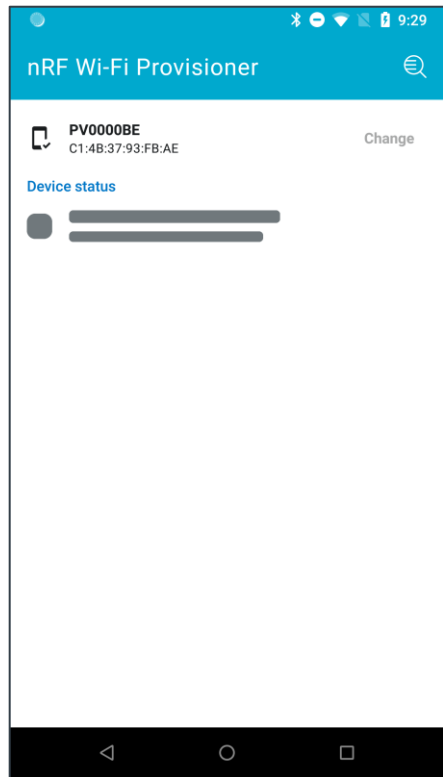 9:29
nRF Wi-Fi Provisioner
PV0000BE
C1:4B:37:93:FB:AE
Change
Device status